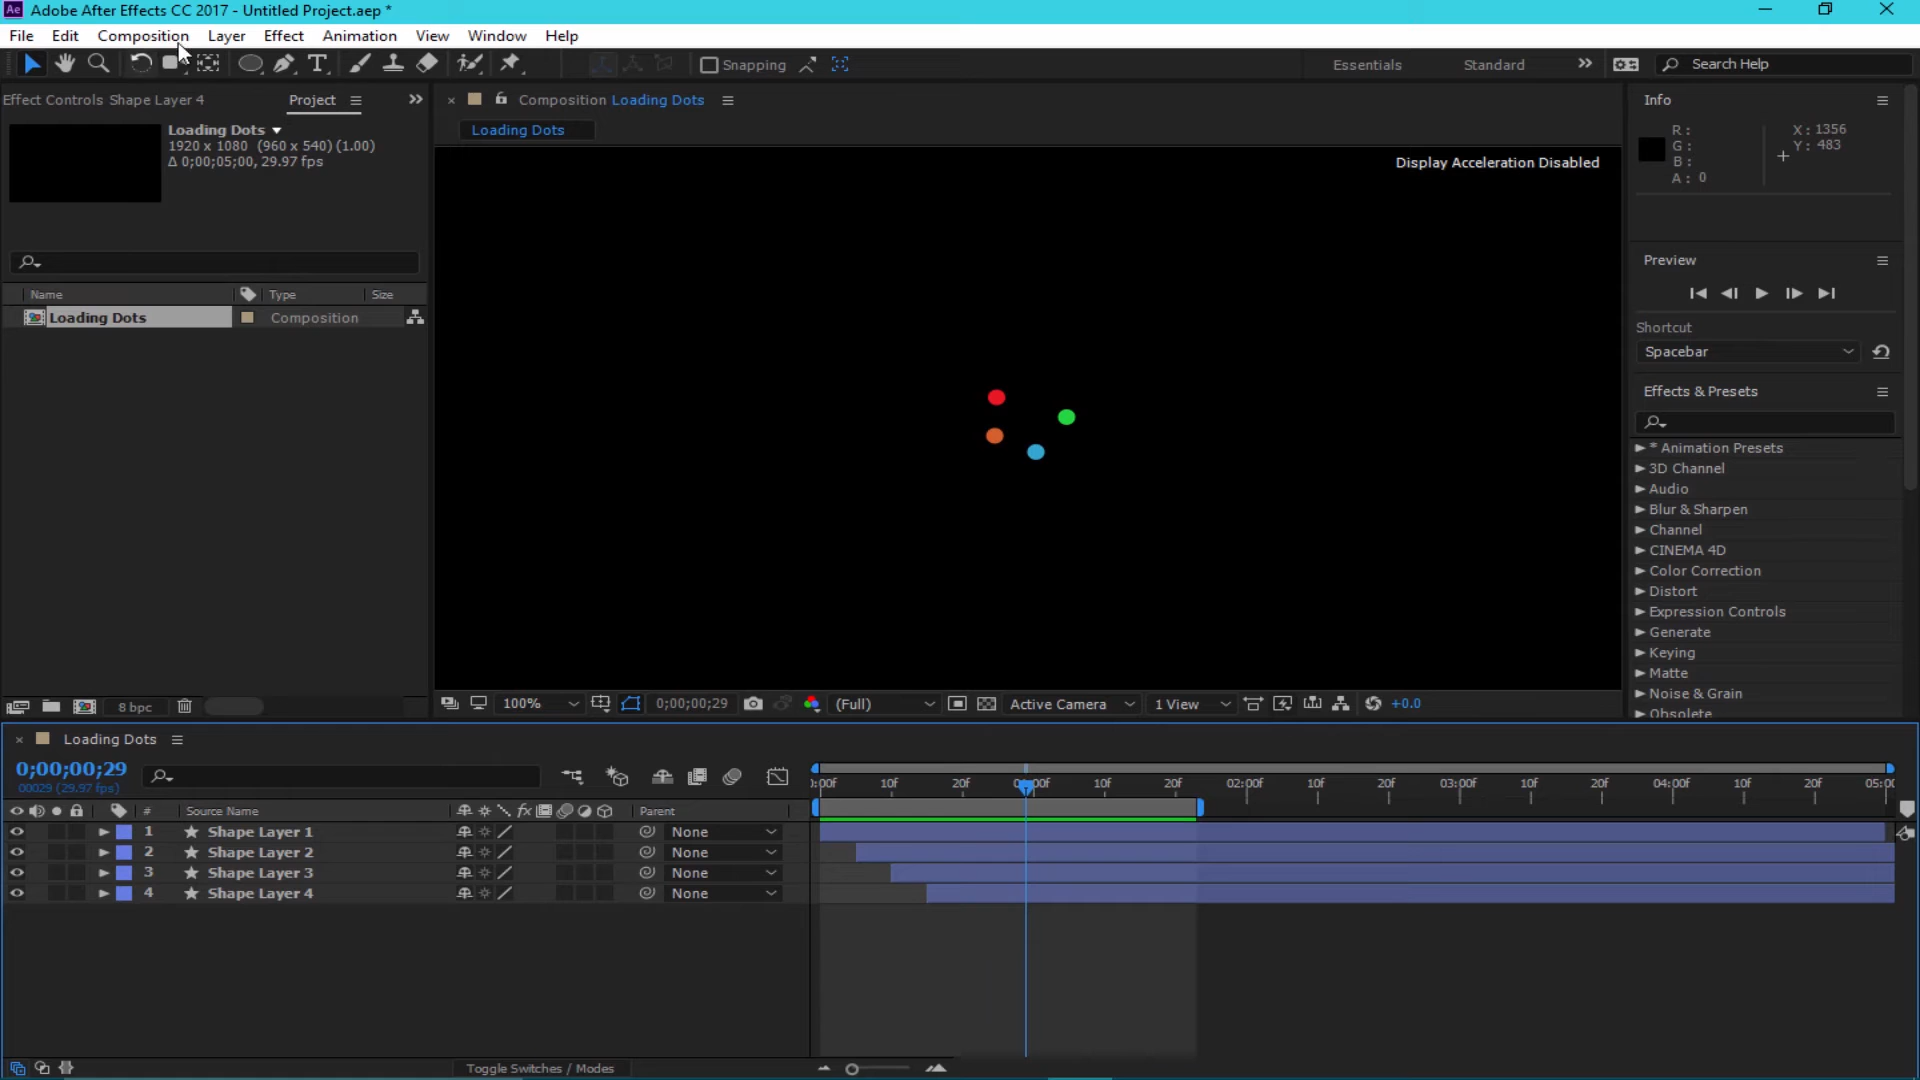 Ae Adobe After Effects CC 2017 - Untitled Project.aep *
File Edit Composition Layer Effect Animation View Window Help
T Snapping Essentials Standard Search Help
Effect Controls Shape Layer 4 Project Composition Loading Dots Info
Loading Dots
1920 x 1080 (960 x 540) (1.00)
Δ 0;00;05;00, 29.97 fps
Loading Dots
Display Acceleration Disabled
R:
G:
B:
A: 0
X: 1356
Y: 483
Preview
Shortcut
Spacebar
Name Type Size
Loading Dots Composition
Effects & Presets
* Animation Presets
3D Channel
Audio
Blur & Sharpen
Channel
CINEMA 4D
Color Correction
Distort
Expression Controls
Generate
Keying
Matte
Noise & Grain
Obsolete
8 bpc
100% 0;00;00;29 (Full) Active Camera 1 View +0.0
Loading Dots
0;00;00;29
00029 (29.97 fps)
10f 20f 10f 20f 02:00f 10f 20f 03:00f 10f 20f 04:00f 10f 20f
# Source Name fx Parent
1 Shape Layer 1 None
2 Shape Layer 2 None
3 Shape Layer 3 None
4 Shape Layer 4 None
Toggle Switches / Modes